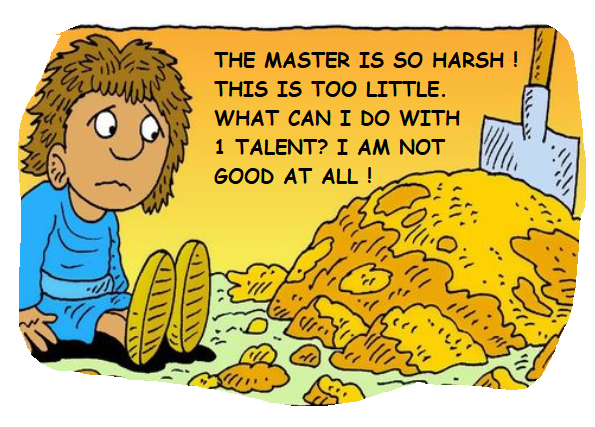 THE MASTER IS SO HARSH !
THIS IS TOO LITTLE.
WHAT CAN I DO WITH
1 TALENT? I AM NOT
GOOD AT ALL !